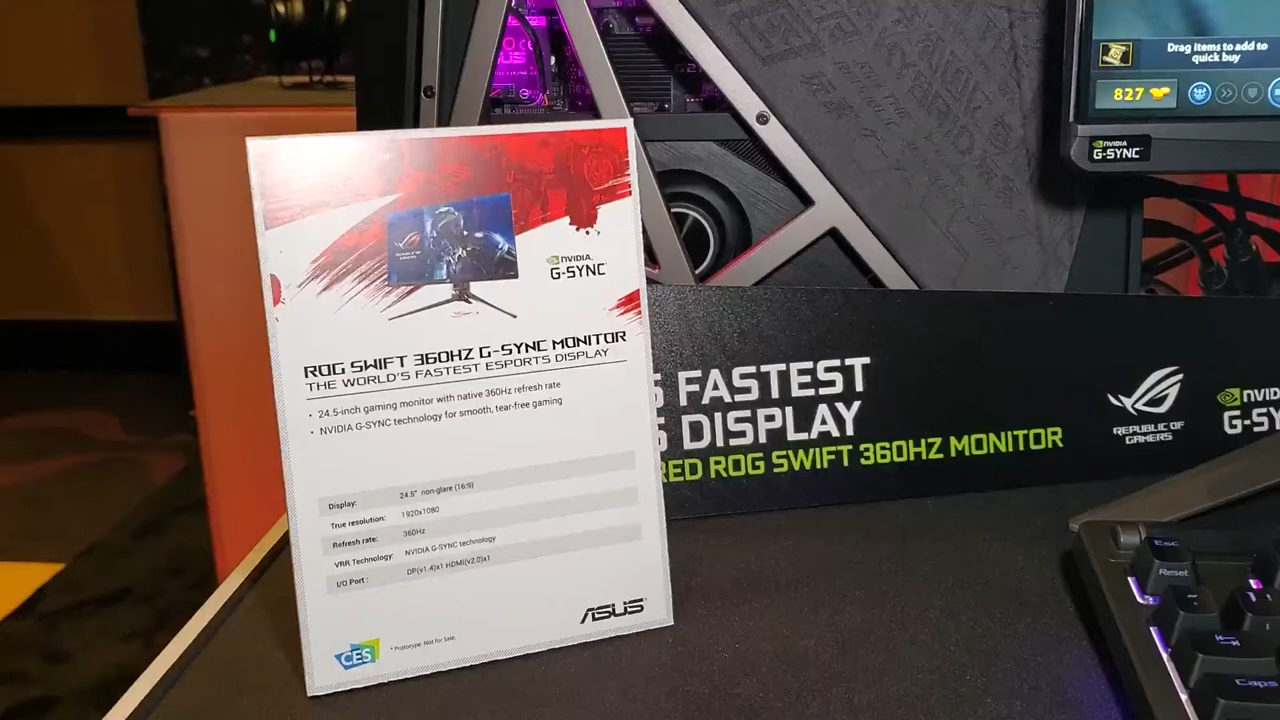 Drag items to add to
quick buy
827
NVIDIA
G-SYNC
NVIDIA
G-SYNC
ROG SWIFT 360HZ G-SYNC MONITOR
THE WORLD'S FASTEST ESPORTS DISPLAY
• 24.5-inch gaming monitor with native 360Hz refresh rate
• NVIDIA G-SYNC technology for smooth, tear-free gaming
Display: 24.5" non-glare (16:9)
True resolution: 1920x1080
Refresh rate: 360Hz
VRR Technology: NVIDIA G-SYNC technology
I/O Port : DP(v1.4)x1 HDMI(v2.0)x1
ASUS
CES
* Prototype. Not for Sale.
S FASTEST
S DISPLAY
RED ROG SWIFT 360HZ MONITOR
REPUBLIC OF
GAMERS
NVID
G-SY
Esc
Reset
Caps